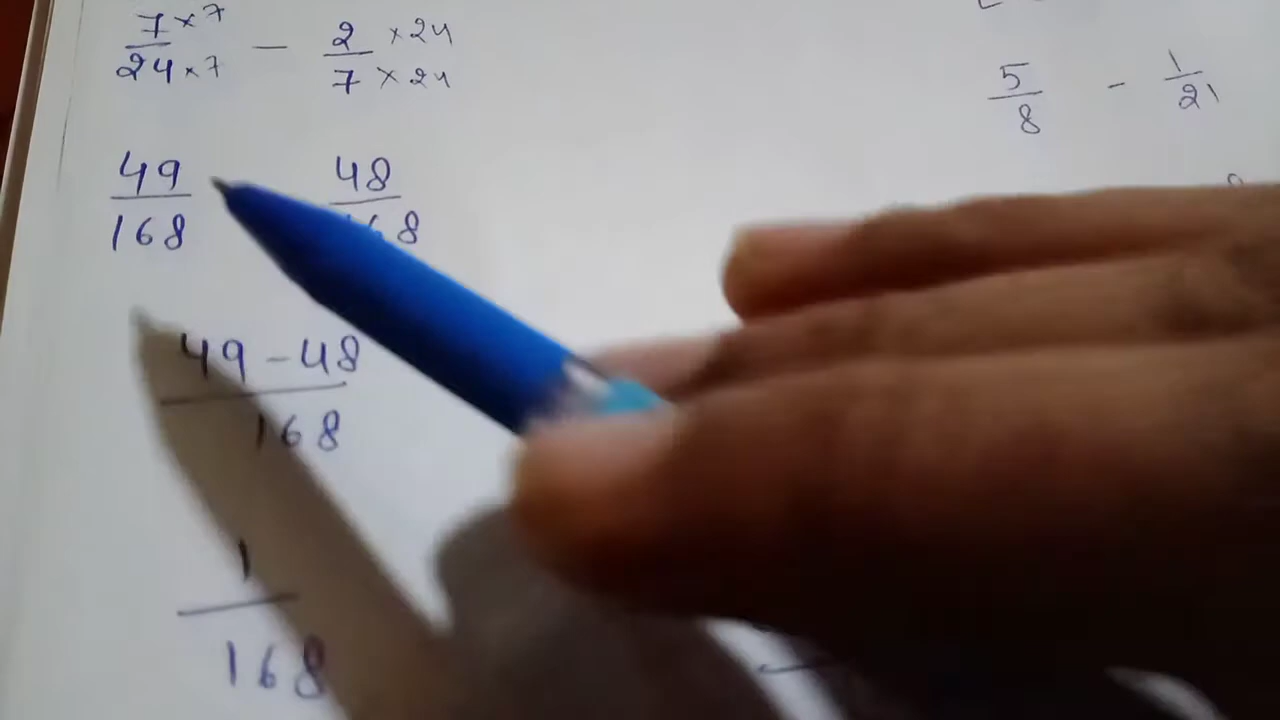 7 × 7 / 24 × 7 − 2 × 24 / 7 × 24
49/168 48/168
49 − 48 / 168
1/168
5/8 - 1/21